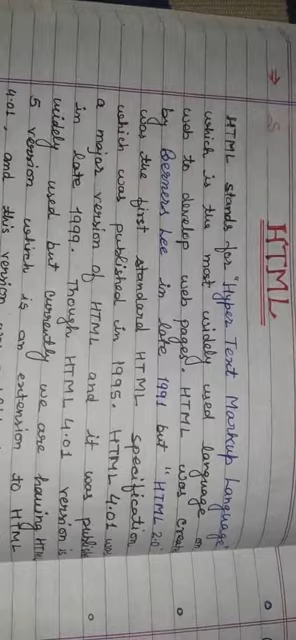 HTML
HTML stands for "Hyper Text Markup Language"
which is the most widely used language on
web to develop web pages. HTML was
by Berners Lee in late 1991 but "HTML 2.0"
was the first standard HTML specification
which was published in 1995. HTML 4.01 was
a major version of HTML and it was
in late 1999. Though HTML 4.01 version is
widely used but currently we are having HTML
5 version which is an extension to HTML
4.01, and this version